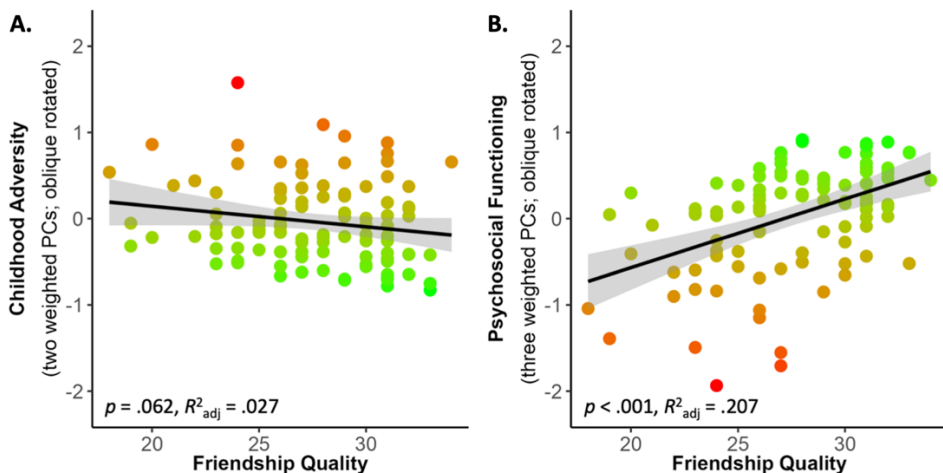 A.
Childhood Adversity
(two weighted PCs; oblique rotated)
2
1
0
-1
-2
p = .062, R²adj = .027
20 25 30
Friendship Quality
B.
Psychosocial Functioning
(three weighted PCs; oblique rotated)
2
1
0
-1
-2
p < .001, R²adj = .207
20 25 30
Friendship Quality